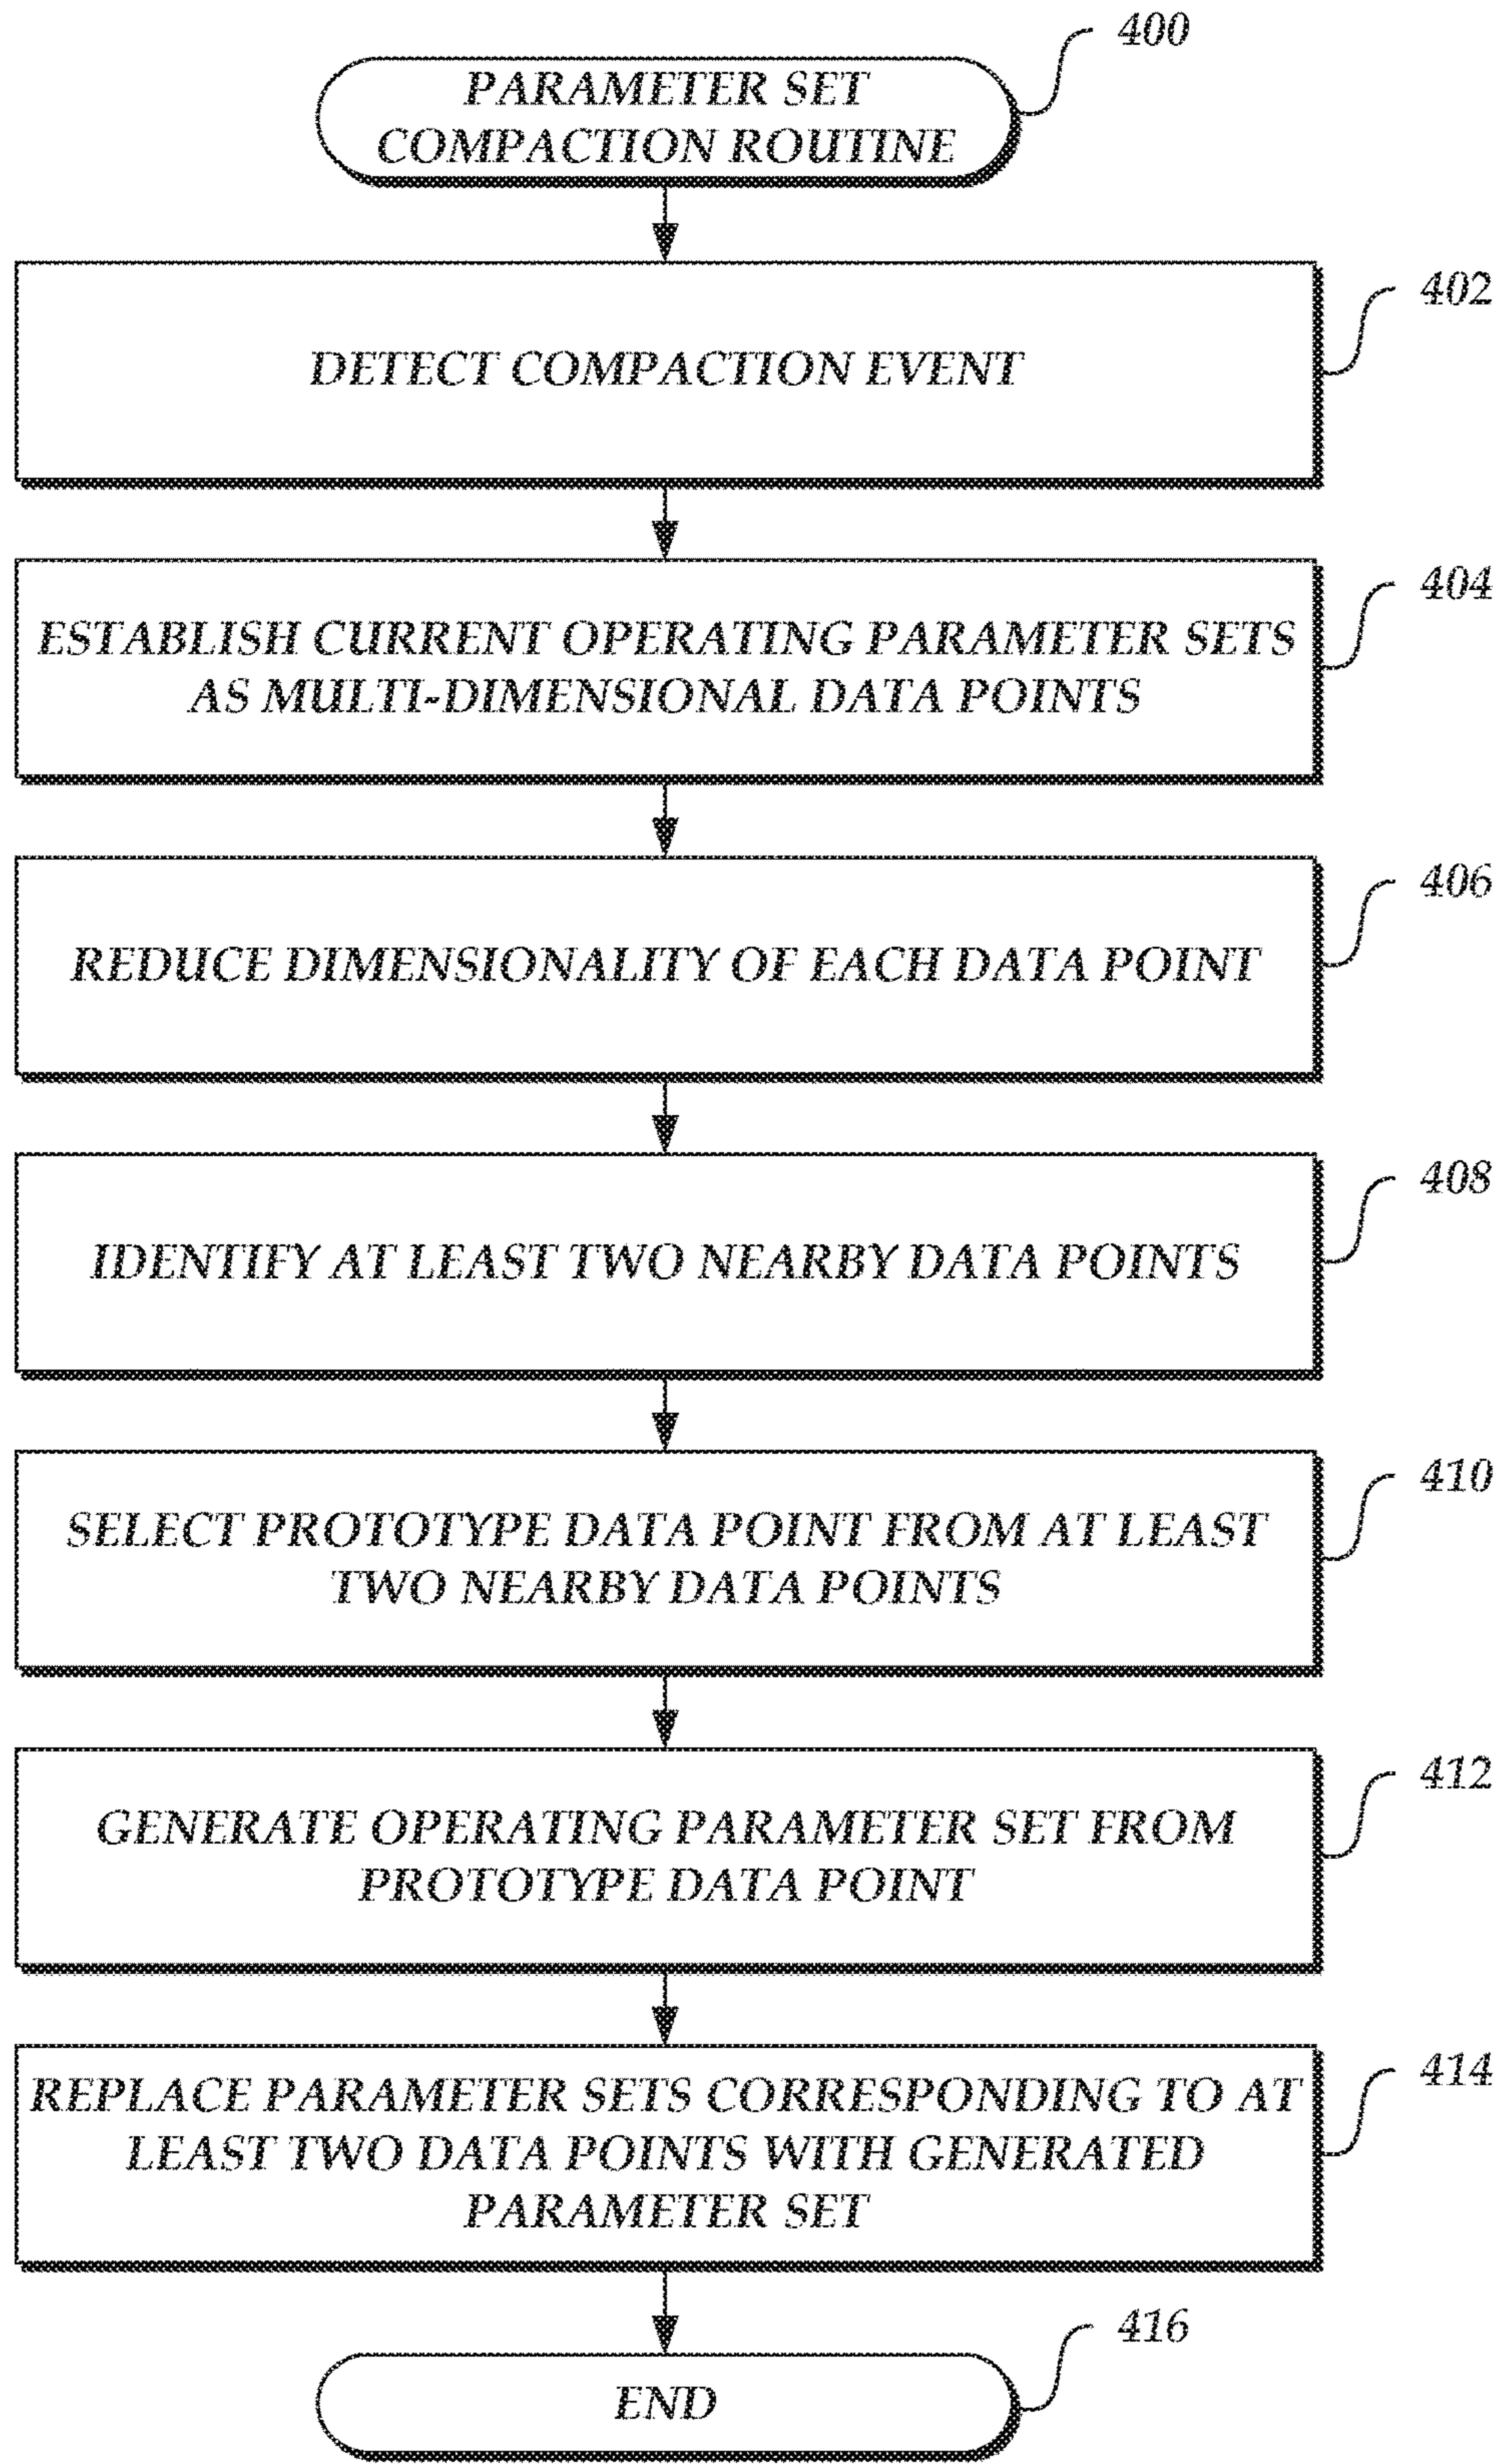 400
PARAMETER SET
COMPACTION ROUTINE
402
DETECT COMPACTION EVENT
404
ESTABLISH CURRENT OPERATING PARAMETER SETS
AS MULTI-DIMENSIONAL DATA POINTS
406
REDUCE DIMENSIONALITY OF EACH DATA POINT
408
IDENTIFY AT LEAST TWO NEARBY DATA POINTS
410
SELECT PROTOTYPE DATA POINT FROM AT LEAST
TWO NEARBY DATA POINTS
412
GENERATE OPERATING PARAMETER SET FROM
PROTOTYPE DATA POINT
414
REPLACE PARAMETER SETS CORRESPONDING TO AT
LEAST TWO DATA POINTS WITH GENERATED
PARAMETER SET
416
END